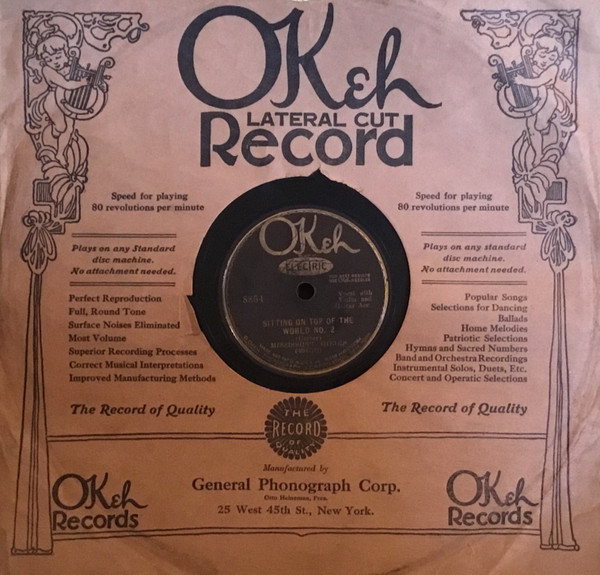 OKeh
LATERAL CUT
Record
Speed for playing
80 revolutions per minute
Plays on any Standard
disc machine.
No attachment needed.
Perfect Reproduction
Full, Round Tone
Surface Noises Eliminated
Most Volume
Superior Recording Processes
Correct Musical Interpretations
Improved Manufacturing Methods
The Record of Quality
Speed for playing
80 revolutions per minute
Plays on any standard
disc machine.
No attachment needed.
Popular Songs
Selections for Dancing
Ballads
Home Melodies
Patriotic Selections
Hymns and Sacred Numbers
Band and Orchestra Recordings
Instrumental Solos, Duets, Etc.
Concert and Operatic Selections
The Record of Quality
OKeh
ELECTRIC
Vocal with
SITTING ON TOP OF THE
WORLD NO. 2
THE
RECORD
OF
QUALITY
Manufactured by
General Phonograph Corp.
Otto Heineman, Pres.
25 West 45th St., New York.
OKeh
Records
OKeh
Records